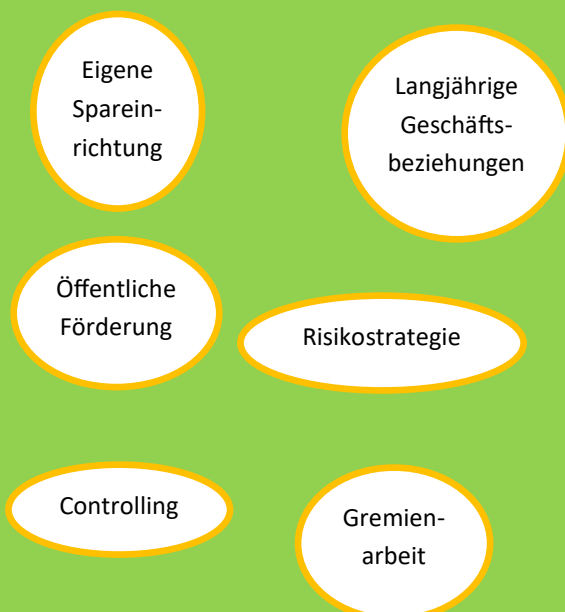 Eigene
Sparein-
richtung
Langjährige
Geschäfts-
beziehungen
Öffentliche
Förderung
Risikostrategie
Controlling
Gremien-
arbeit